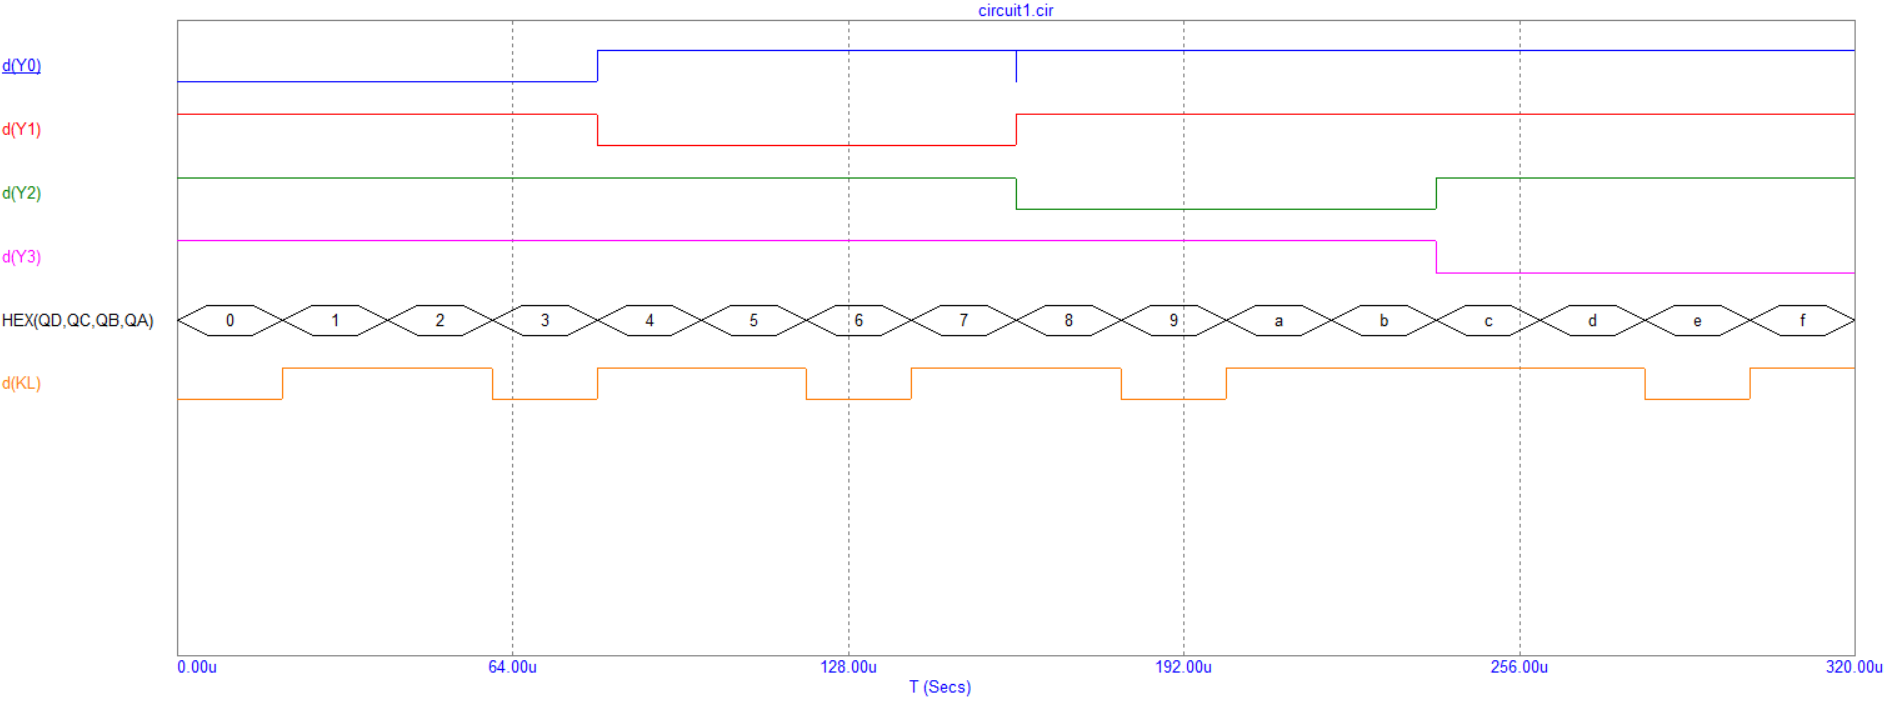 circuit1.cir
d(Y0)
d(Y1)
d(Y2)
d(Y3)
HEX(QD,QC,QB,QA) 0 1 2 3 4 5 6 7 8 9 a b c d e f
d(KL)
0.00u 64.00u 128.00u 192.00u 256.00u 320.00u
T (Secs)